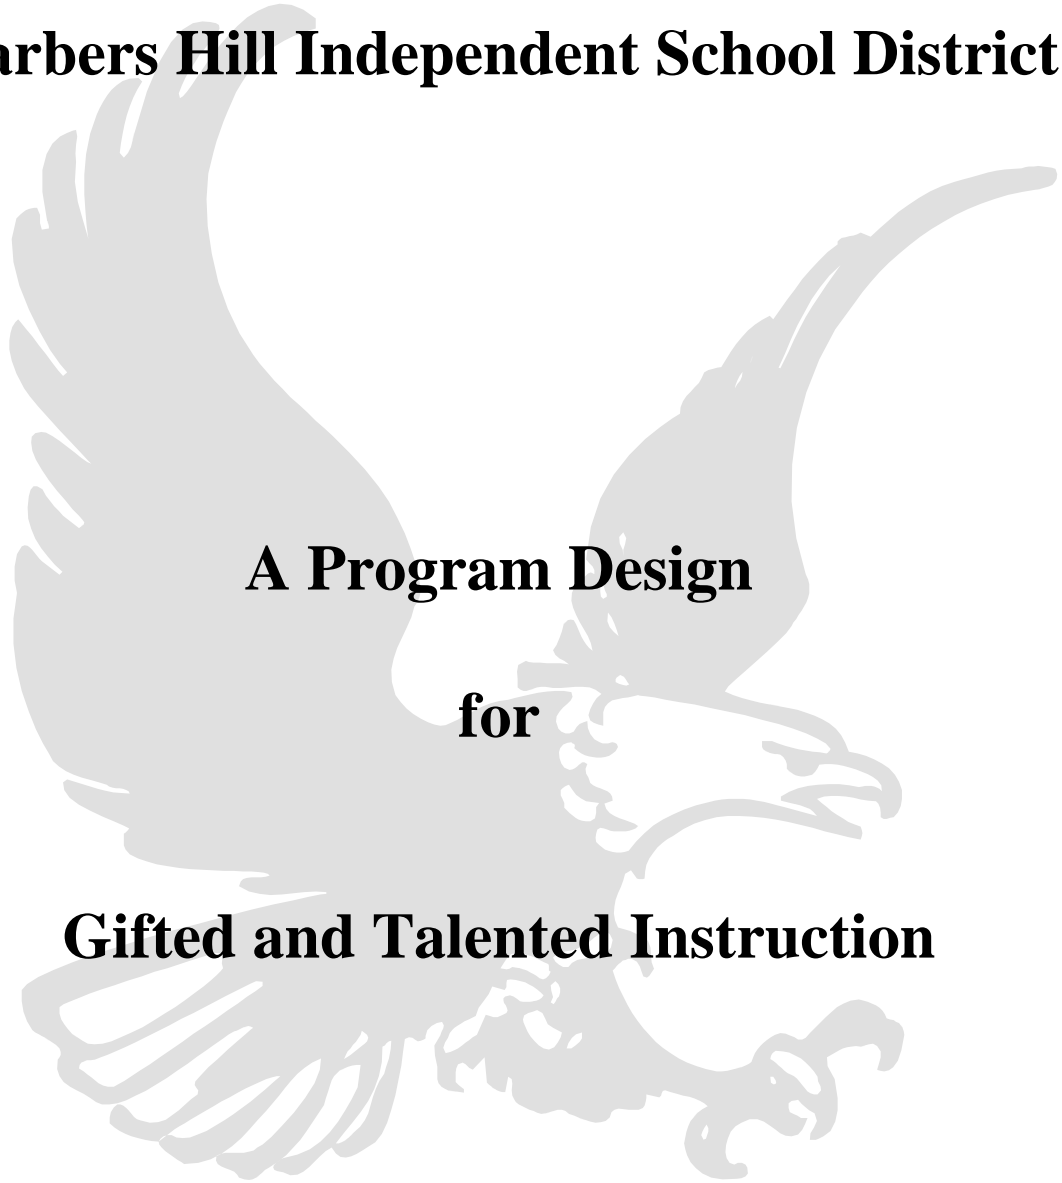 arbers Hill Independent School District
A Program Design
for
Gifted and Talented Instruction